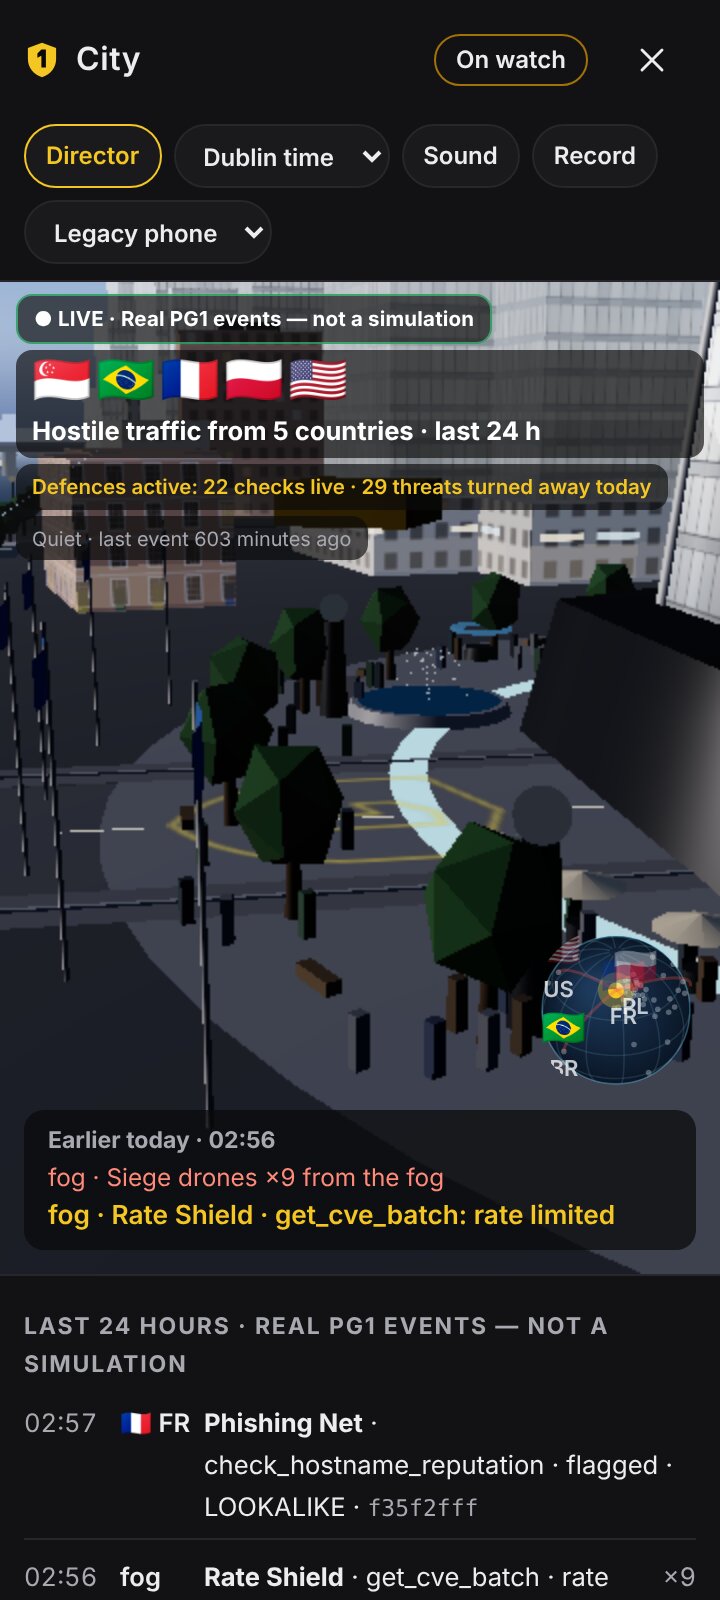 1 City
On watch
Director
Dublin time
Sound
Record
Legacy phone
LIVE · Real PG1 events — not a simulation
Hostile traffic from 5 countries · last 24 h
Defences active: 22 checks live · 29 threats turned away today
Quiet · last event 603 minutes ago
US
PL
FR
BR
Earlier today · 02:56
fog · Siege drones ×9 from the fog
fog · Rate Shield · get_cve_batch: rate limited
LAST 24 HOURS · REAL PG1 EVENTS — NOT A
SIMULATION
02:57 FR Phishing Net ·
check_hostname_reputation · flagged ·
LOOKALIKE · f35f2fff
02:56 fog Rate Shield · get_cve_batch · rate ×9